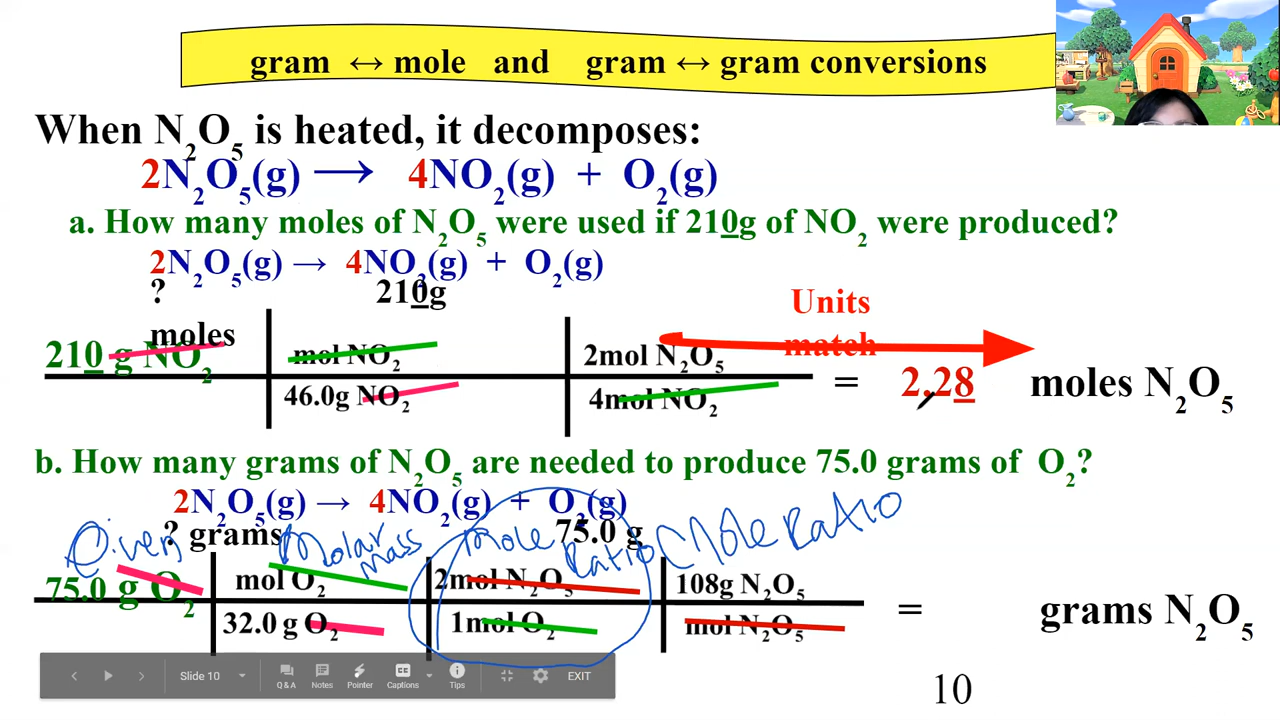 gram ↔ mole and gram ↔ gram conversions
When N₂O₅ is heated, it decomposes:
2N₂O₅(g) → 4NO₂(g) + O₂(g)
a. How many moles of N₂O₅ were used if 210g of NO₂ were produced?
2N₂O₅(g) → 4NO₂(g) + O₂(g)
? moles
210g
Units match
210 g NO₂
mol NO₂
2mol N₂O₅
46.0g NO₂
4mol NO₂
= 2.28 moles N₂O₅
b. How many grams of N₂O₅ are needed to produce 75.0 grams of O₂?
2N₂O₅(g) → 4NO₂(g) + O₂(g)
? grams
75.0 g
Given
Molar mass
Mole Ratio
Mole Ratio
75.0 g O₂
mol O₂
2mol N₂O₅
108g N₂O₅
32.0 g O₂
1mol O₂
mol N₂O₅
= grams N₂O₅
Slide 10
Q & A
Notes
Pointer
Captions
Tips
EXIT
10